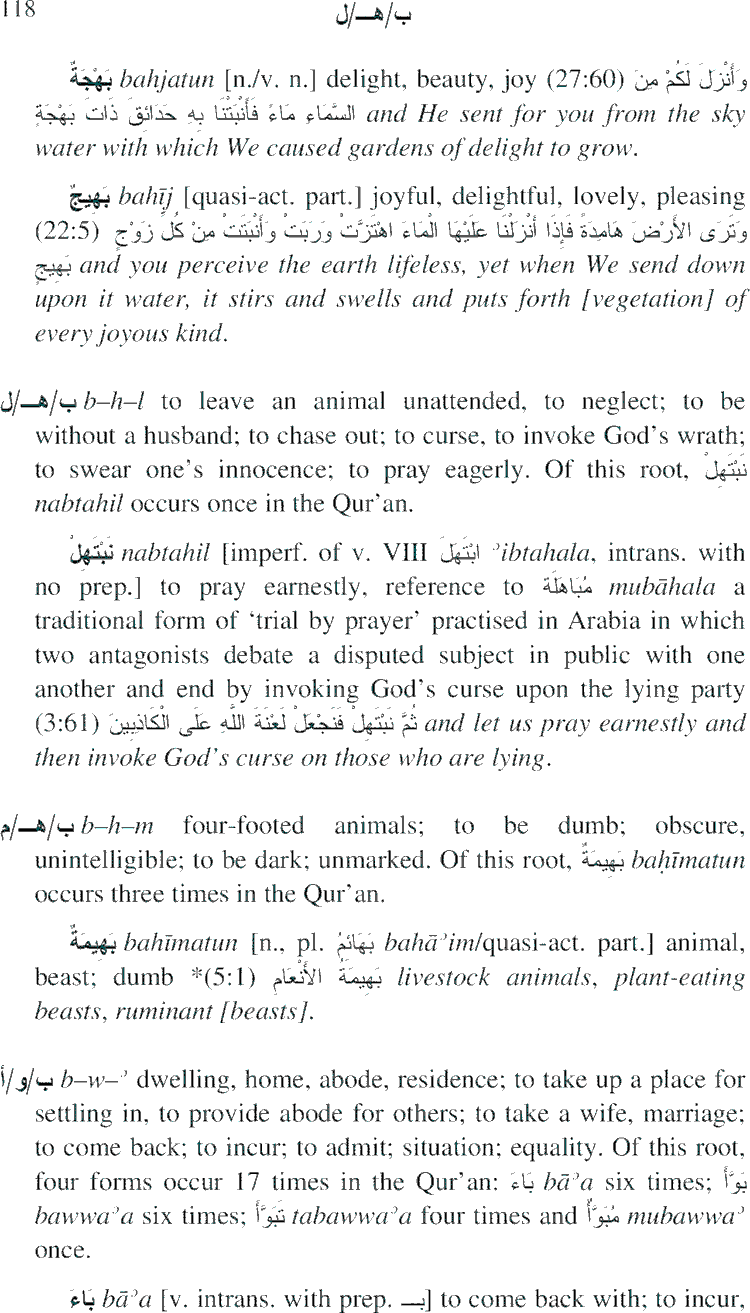 118 ب/هـ/ل
بَهْجَةٌ bahjatun [n./v. n.] delight, beauty, joy (27:60) وَأَنْزَلَ لَكُمْ مِنَ
السَّمَاءِ مَاءً فَأَنْبَتْنَا بِهِ حَدَائِقَ ذَاتَ بَهْجَةٍ and He sent for you from the sky
water with which We caused gardens of delight to grow.
بَهِيجٌ bahīj [quasi-act. part.] joyful, delightful, lovely, pleasing
(22:5) وَتَرَى الأَرْضَ هَامِدَةً فَإِذَا أَنْزَلْنَا عَلَيْهَا الْمَاءَ اهْتَزَّتْ وَرَبَتْ وَأَنْبَتَتْ مِنْ كُلِّ زَوْجٍ
بَهِيجٍ and you perceive the earth lifeless, yet when We send down
upon it water, it stirs and swells and puts forth [vegetation] of
every joyous kind.
ب/هـ/ل b–h–l to leave an animal unattended, to neglect; to be
without a husband; to chase out; to curse, to invoke God's wrath;
to swear one's innocence; to pray eagerly. Of this root, نَبْتَهِلْ
nabtahil occurs once in the Qur'an.
نَبْتَهِلْ nabtahil [imperf. of v. VIII ابْتَهَلَ ʾibtahala, intrans. with
no prep.] to pray earnestly, reference to مُبَاهَلَة mubāhala a
traditional form of ‘trial by prayer’ practised in Arabia in which
two antagonists debate a disputed subject in public with one
another and end by invoking God's curse upon the lying party
(3:61) ثُمَّ نَبْتَهِلْ فَنَجْعَلْ لَعْنَةَ اللَّهِ عَلَى الْكَاذِبِينَ and let us pray earnestly and
then invoke God's curse on those who are lying.
ب/هـ/م b–h–m four-footed animals; to be dumb; obscure,
unintelligible; to be dark; unmarked. Of this root, بَهِيمَةٌ baḥīmatun
occurs three times in the Qur'an.
بَهِيمَةٌ bahīmatun [n., pl. بَهَائِمُ bahāʾim/quasi-act. part.] animal,
beast; dumb *(5:1) بَهِيمَةُ الأَنْعَامِ livestock animals, plant-eating
beasts, ruminant [beasts].
ب/و/أ b–w–ʾ dwelling, home, abode, residence; to take up a place for
settling in, to provide abode for others; to take a wife, marriage;
to come back; to incur; to admit; situation; equality. Of this root,
four forms occur 17 times in the Qur'an: بَاءَ bāʾa six times; بَوَّأَ
bawwaʾa six times; تَبَوَّأَ tabawwaʾa four times and مُبَوَّأٌ mubawwaʾ
once.
بَاءَ bāʾa [v. intrans. with prep. بـ] to come back with; to incur,